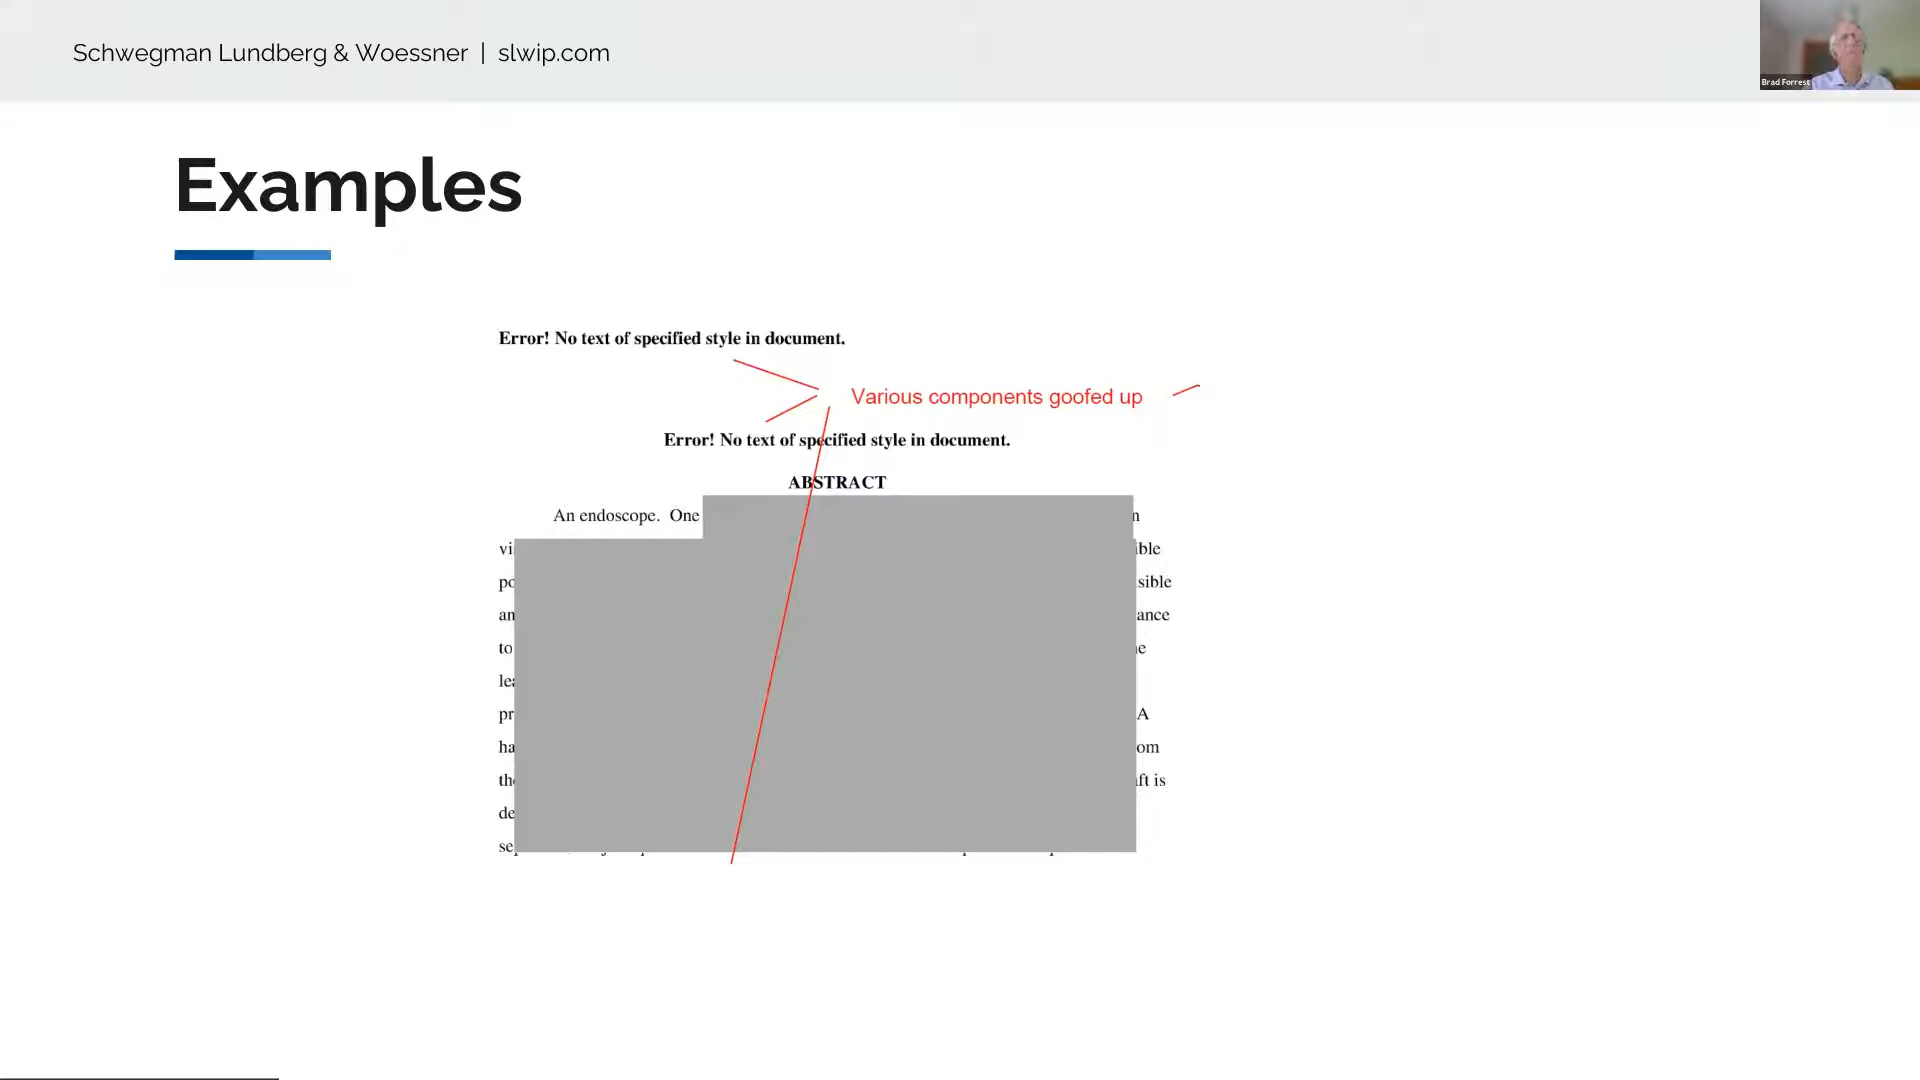 Schwegman Lundberg & Woessner | slwip.com
Brad Forrest
Examples
Error! No text of specified style in document.
Various components goofed up
Error! No text of specified style in document.
ABSTRACT
An endoscope. One